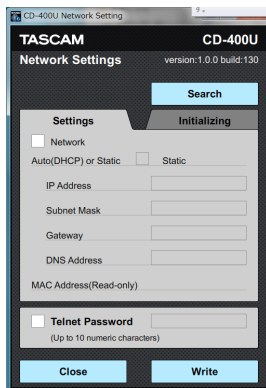 CD-400U Network Setting
TASCAM CD-400U
Network Settings version:1.0.0 build:130
Search
Settings Initializing
Network
Auto(DHCP) or Static Static
IP Address
Subnet Mask
Gateway
DNS Address
MAC Address(Read-only)
Telnet Password
(Up to 10 numeric characters)
Close Write